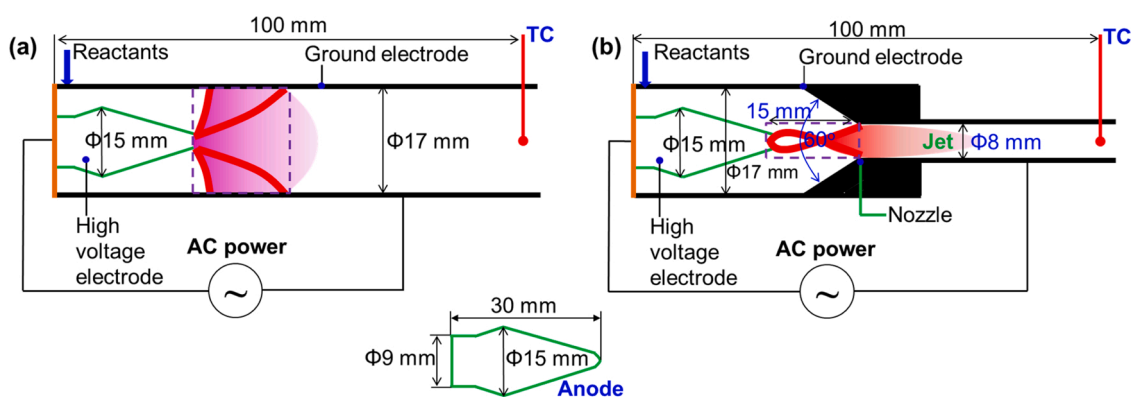 (a)
100 mm
TC
Reactants
Ground electrode
Φ15 mm
Φ17 mm
High
voltage
electrode
AC power
~
(b)
100 mm
TC
Reactants
Ground electrode
15 mm
60°
Φ15 mm
Φ17 mm
Jet
Φ8 mm
Nozzle
High
voltage
electrode
AC power
~
30 mm
Φ9 mm
Φ15 mm
Anode